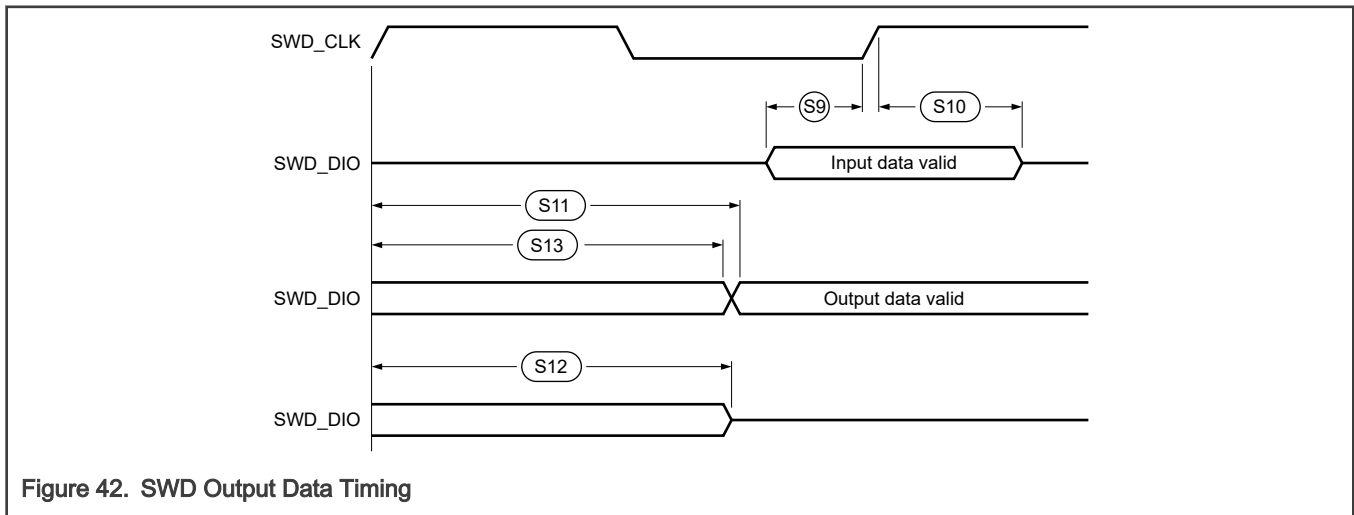 SWD_CLK
S9
S10
SWD_DIO
Input data valid
S11
S13
SWD_DIO
Output data valid
S12
SWD_DIO
Figure 42. SWD Output Data Timing